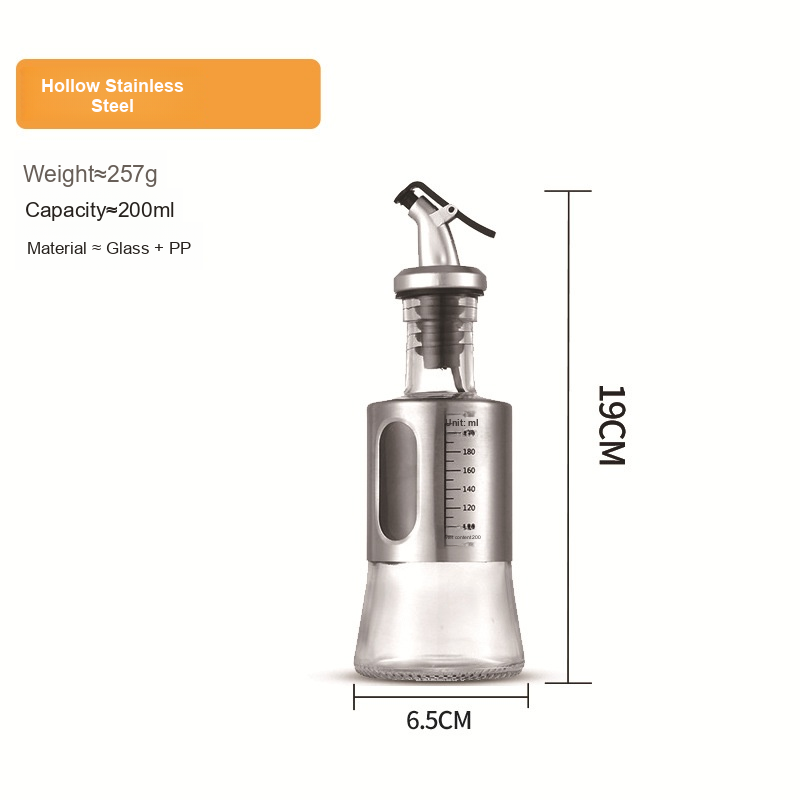 Hollow Stainless
Steel
Weight≈257g
Capacity≈200ml
Material ≈ Glass + PP
Unit: ml
180
160
140
120
content200
19CM
6.5CM